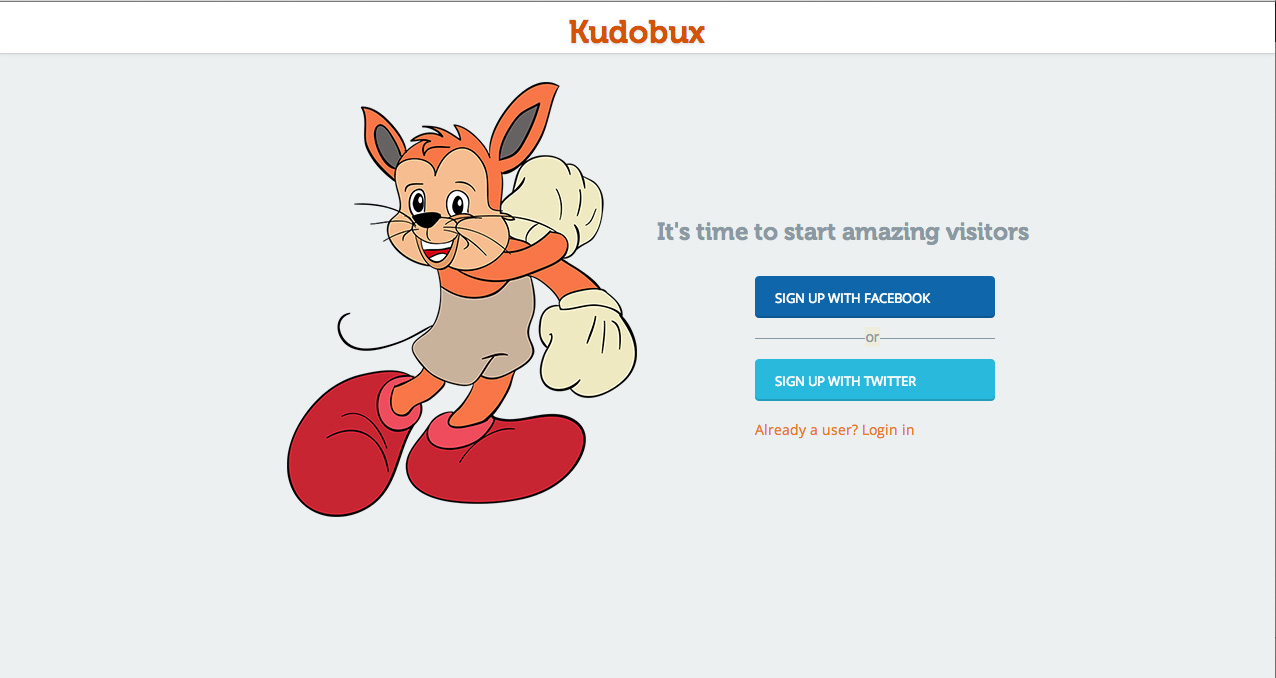 Kudobux
It's time to start amazing visitors
SIGN UP WITH FACEBOOK
or
SIGN UP WITH TWITTER
Already a user? Login in